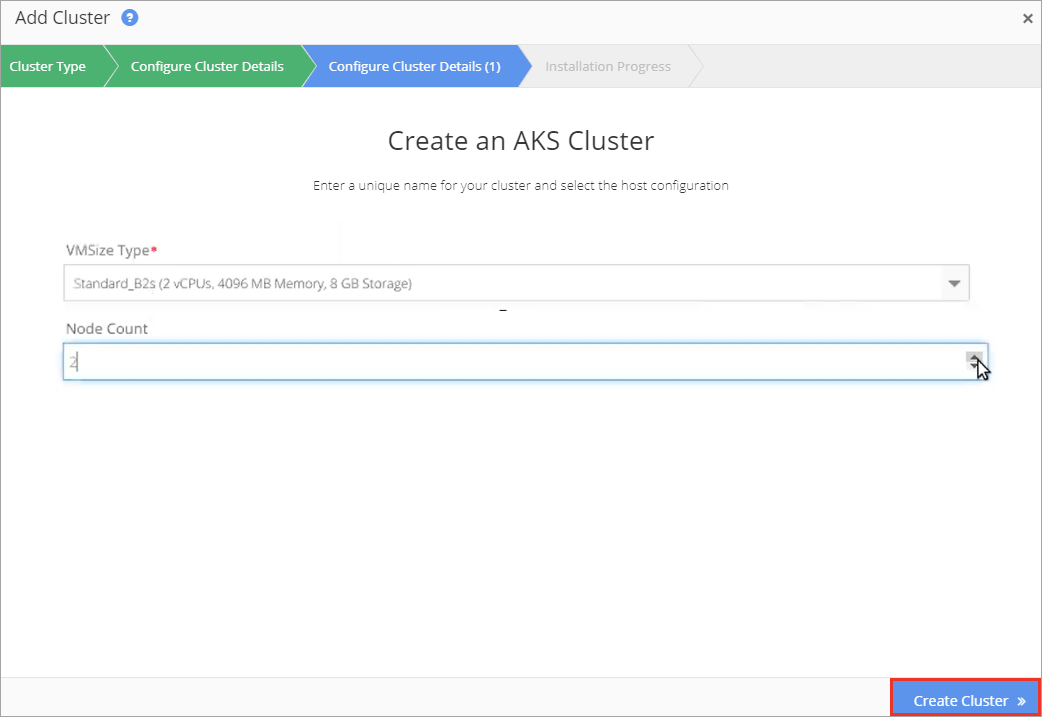 Add Cluster ?
Cluster Type
Configure Cluster Details
Configure Cluster Details (1)
Installation Progress
Create an AKS Cluster
Enter a unique name for your cluster and select the host configuration
VMSize Type*
Standard_B2s (2 vCPUs, 4096 MB Memory, 8 GB Storage)
Node Count
2
Create Cluster »